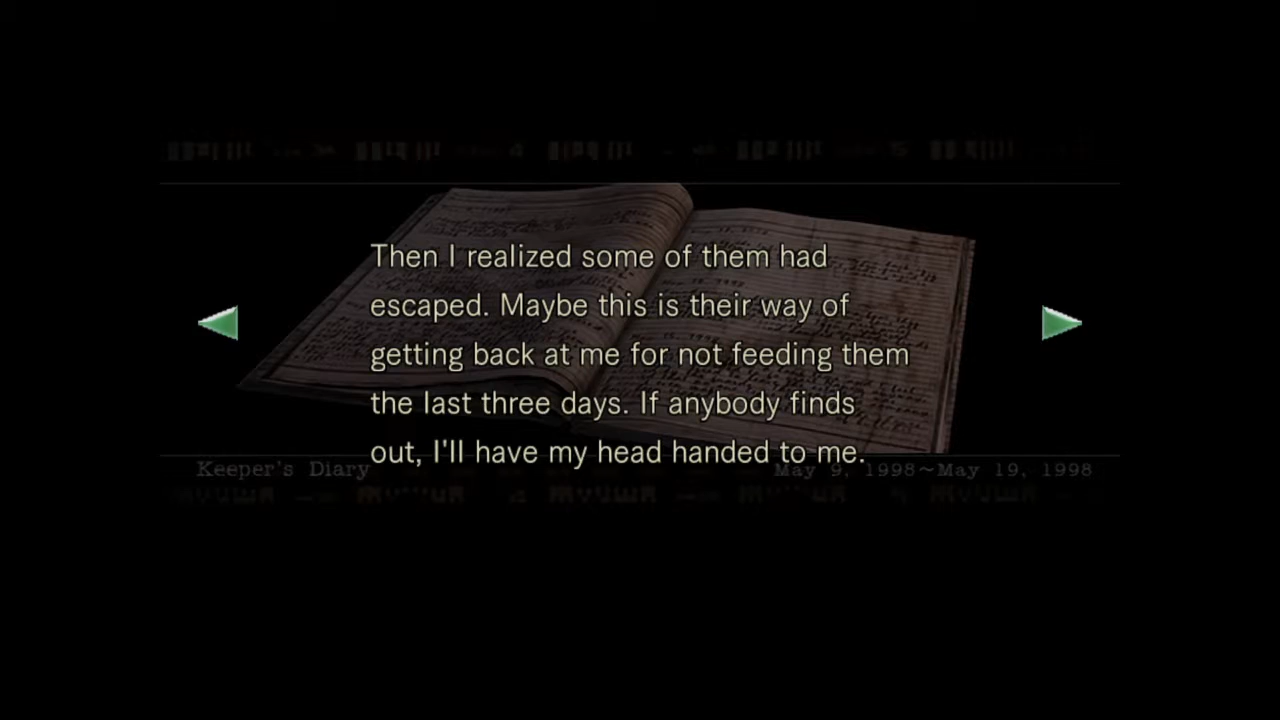 Then I realized some of them had
escaped. Maybe this is their way of
getting back at me for not feeding them
the last three days. If anybody finds
out, I'll have my head handed to me.
Keeper's Diary
May 9, 1998~May 19, 1998